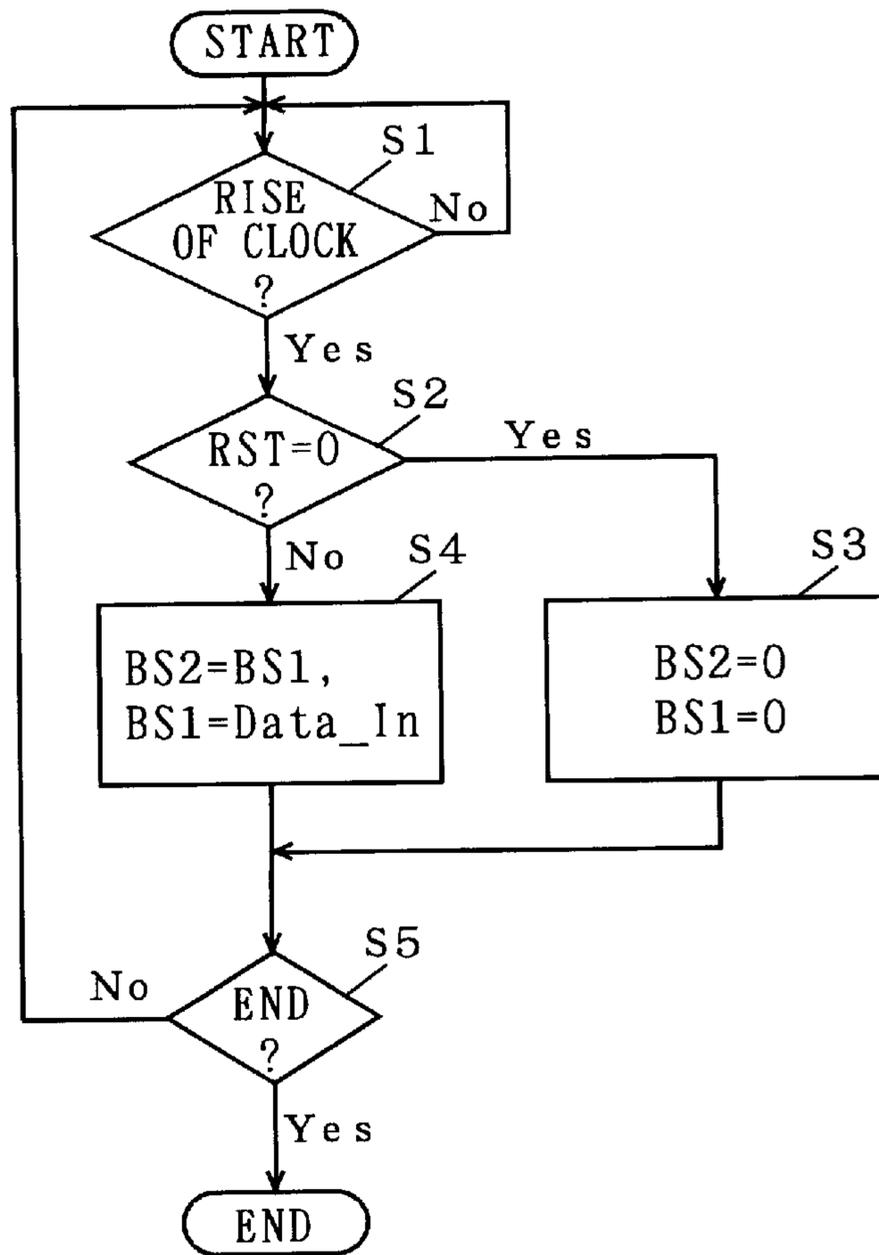 START
S1
RISE
OF CLOCK
?
No
Yes
S2
RST=0
?
Yes
No
S4
BS2=BS1,
BS1=Data_In
S3
BS2=0
BS1=0
S5
END
?
No
Yes
END